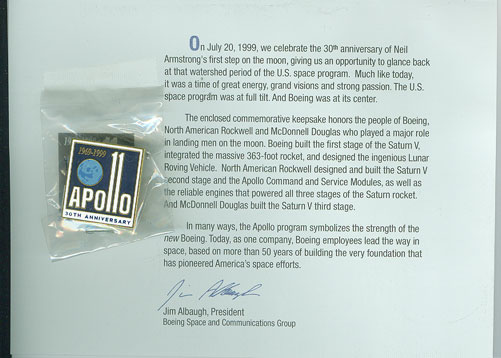 On July 20, 1999, we celebrate the 30th anniversary of Neil
Armstrong's first step on the moon, giving us an opportunity to glance back
at that watershed period of the U.S. space program. Much like today,
it was a time of great energy, grand visions and strong passion. The U.S.
space program was at full tilt. And Boeing was at its center.
The enclosed commemorative keepsake honors the people of Boeing,
North American Rockwell and McDonnell Douglas who played a major role
in landing men on the moon. Boeing built the first stage of the Saturn V,
integrated the massive 363-foot rocket, and designed the ingenious Lunar
Roving Vehicle. North American Rockwell designed and built the Saturn V
second stage and the Apollo Command and Service Modules, as well as
the reliable engines that powered all three stages of the Saturn rocket.
And McDonnell Douglas built the Saturn V third stage.
In many ways, the Apollo program symbolizes the strength of the
new Boeing. Today, as one company, Boeing employees lead the way in
space, based on more than 50 years of building the very foundation that
has pioneered America's space efforts.
Jim Albaugh
Jim Albaugh, President
Boeing Space and Communications Group
1969-1999
APOLLO 11
30TH ANNIVERSARY